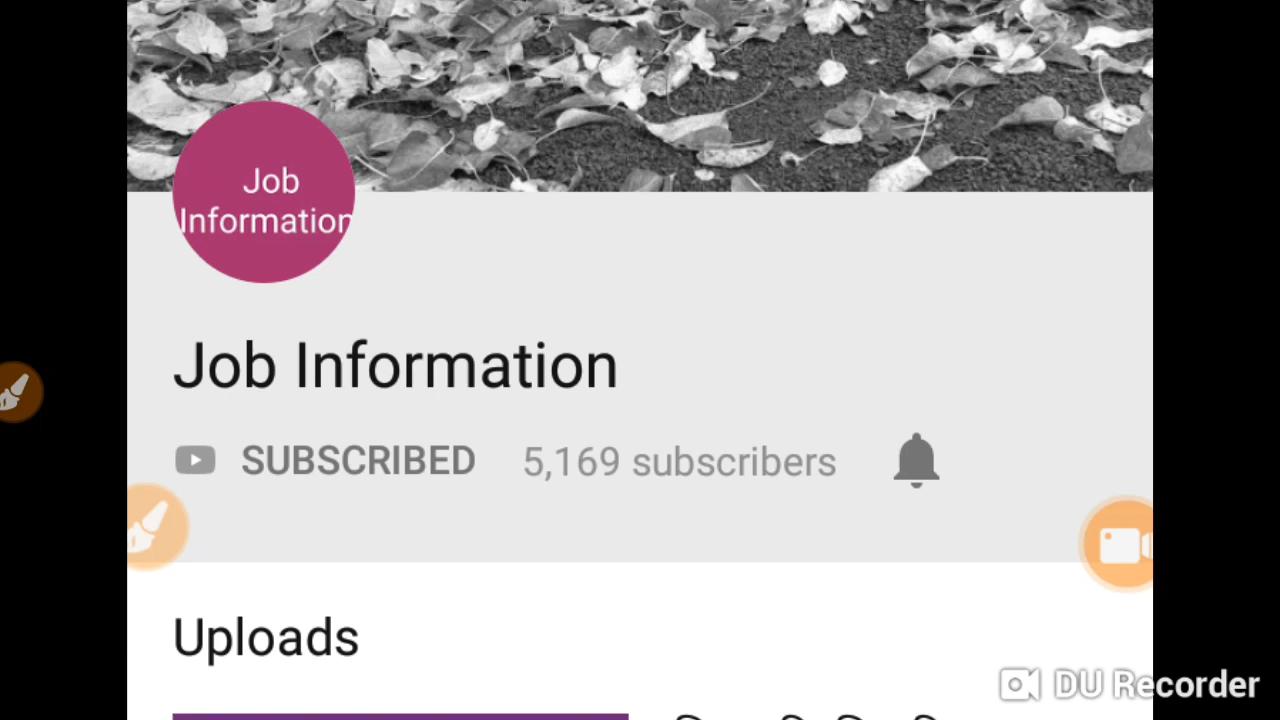 Job
Information
Job Information
SUBSCRIBED 5,169 subscribers
Uploads
DU Recorder